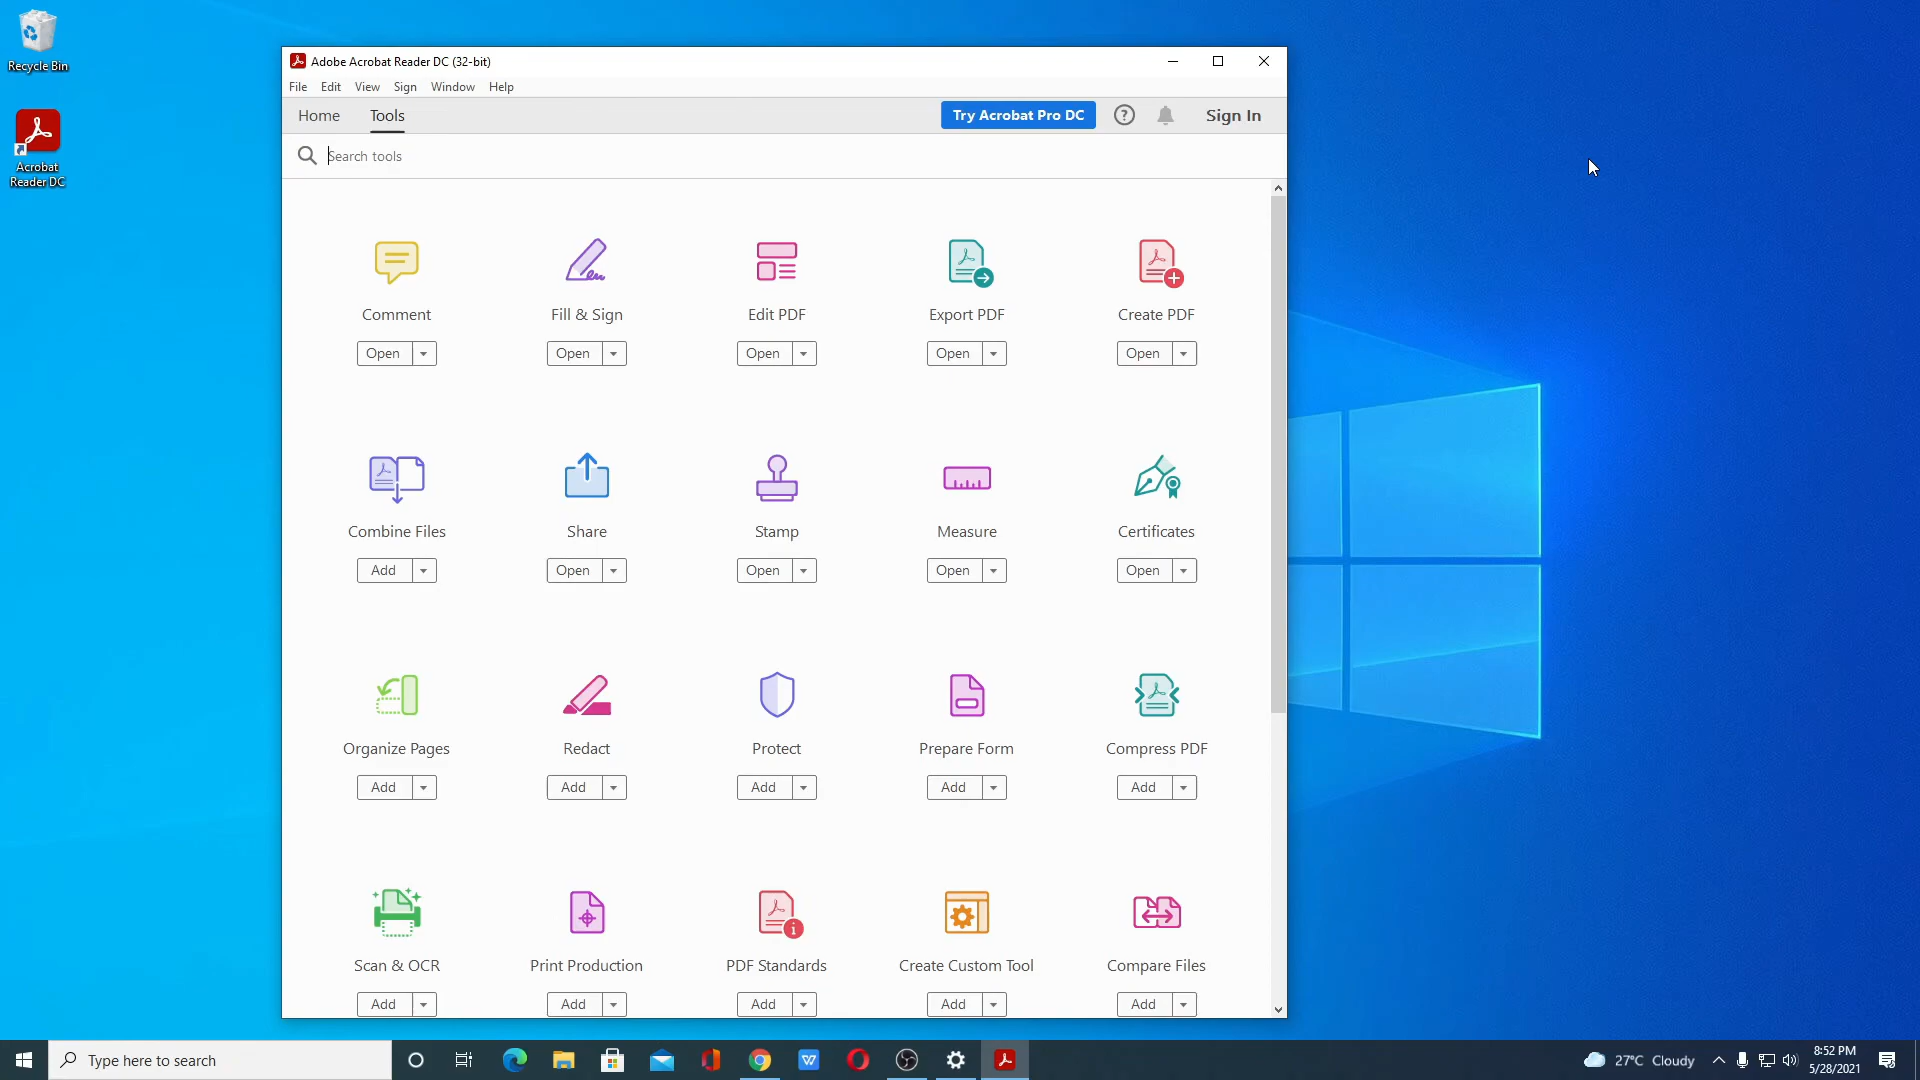 Recycle Bin
Acrobat
Reader DC
Adobe Acrobat Reader DC (32-bit)
File Edit View Sign Window Help
Home Tools Try Acrobat Pro DC Sign In
Search tools
Comment Fill & Sign Edit PDF Export PDF Create PDF
Open Open Open Open Open
Combine Files Share Stamp Measure Certificates
Add Open Open Open Open
Organize Pages Redact Protect Prepare Form Compress PDF
Add Add Add Add Add
Scan & OCR Print Production PDF Standards Create Custom Tool Compare Files
Add Add Add Add Add
Type here to search
27°C Cloudy
8:52 PM
5/28/2021